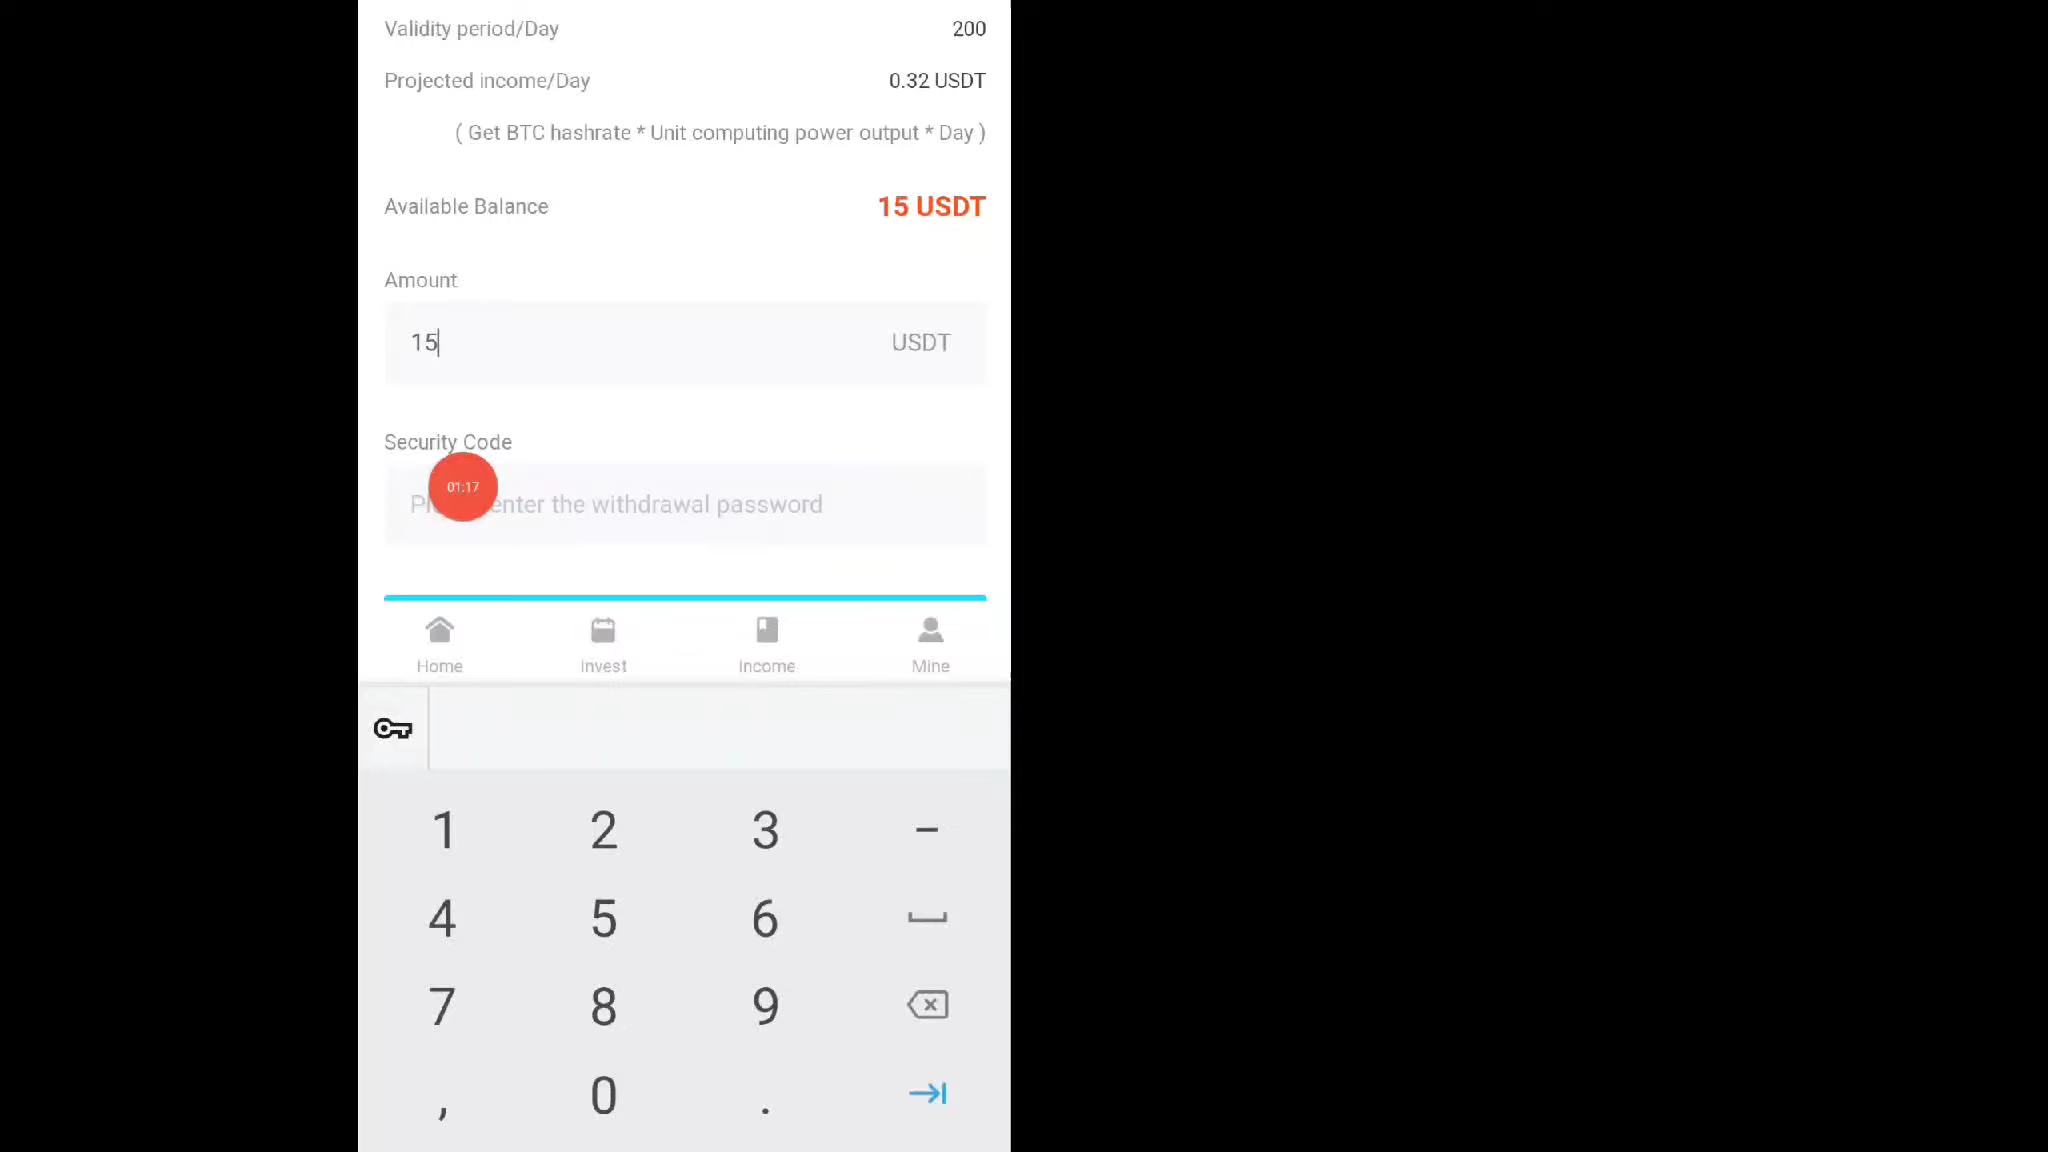 Validity period/Day 200
Projected income/Day 0.32 USDT
( Get BTC hashrate * Unit computing power output * Day )
Available Balance 15 USDT
Amount
15 USDT
Security Code
01:17
enter the withdrawal password
Home Invest Income Mine
1 2 3 –
4 5 6
7 8 9
, 0 .